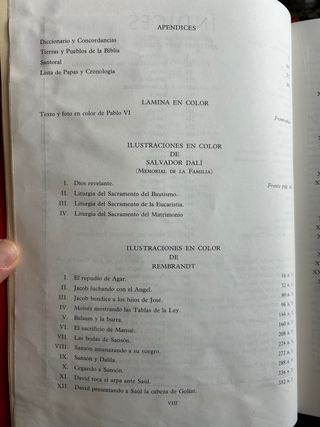 APENDICES
Diccionario y Concordancias
Tierras y Pueblos de la Biblia
Santoral
Lista de Papas y Cronología
LAMINA EN COLOR
Texto y foto en color de Pablo VI
ILUSTRACIONES EN COLOR
DE
SALVADOR DALÍ
(MEMORIAL DE LA FAMILIA)
I. Dios revelante.
II. Liturgia del Sacramento del Bautismo.
III. Liturgia del Sacramento de la Eucaristía.
IV. Liturgia del Sacramento del Matrimonio
ILUSTRACIONES EN COLOR
DE
REMBRANDT
I. El repudio de Agar.
II. Jacob luchando con el Angel.
III. Jacob bendice a los hijos de José.
IV. Moisés mostrando las Tablas de la Ley.
V. Balaam y la burra.
VI. El sacrificio de Manué.
VII. Las bodas de Sansón.
VIII. Sansón amenazando a su suegro.
IX. Sansón y Dalila.
X. Cegando a Sansón.
XI. David toca el arpa ante Saúl.
XII. David presentando a Saúl la cabeza de Goliat.
VIII